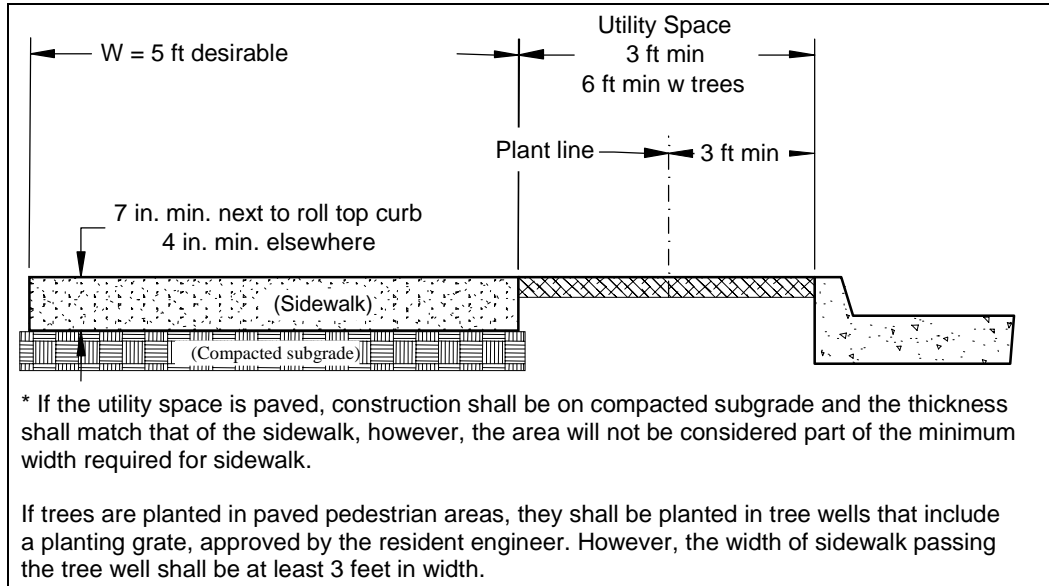 W = 5 ft desirable
Utility Space
3 ft min
6 ft min w trees
Plant line
3 ft min
7 in. min. next to roll top curb
4 in. min. elsewhere
(Sidewalk)
(Compacted subgrade)
* If the utility space is paved, construction shall be on compacted subgrade and the thickness
shall match that of the sidewalk, however, the area will not be considered part of the minimum
width required for sidewalk.
If trees are planted in paved pedestrian areas, they shall be planted in tree wells that include
a planting grate, approved by the resident engineer. However, the width of sidewalk passing
the tree well shall be at least 3 feet in width.